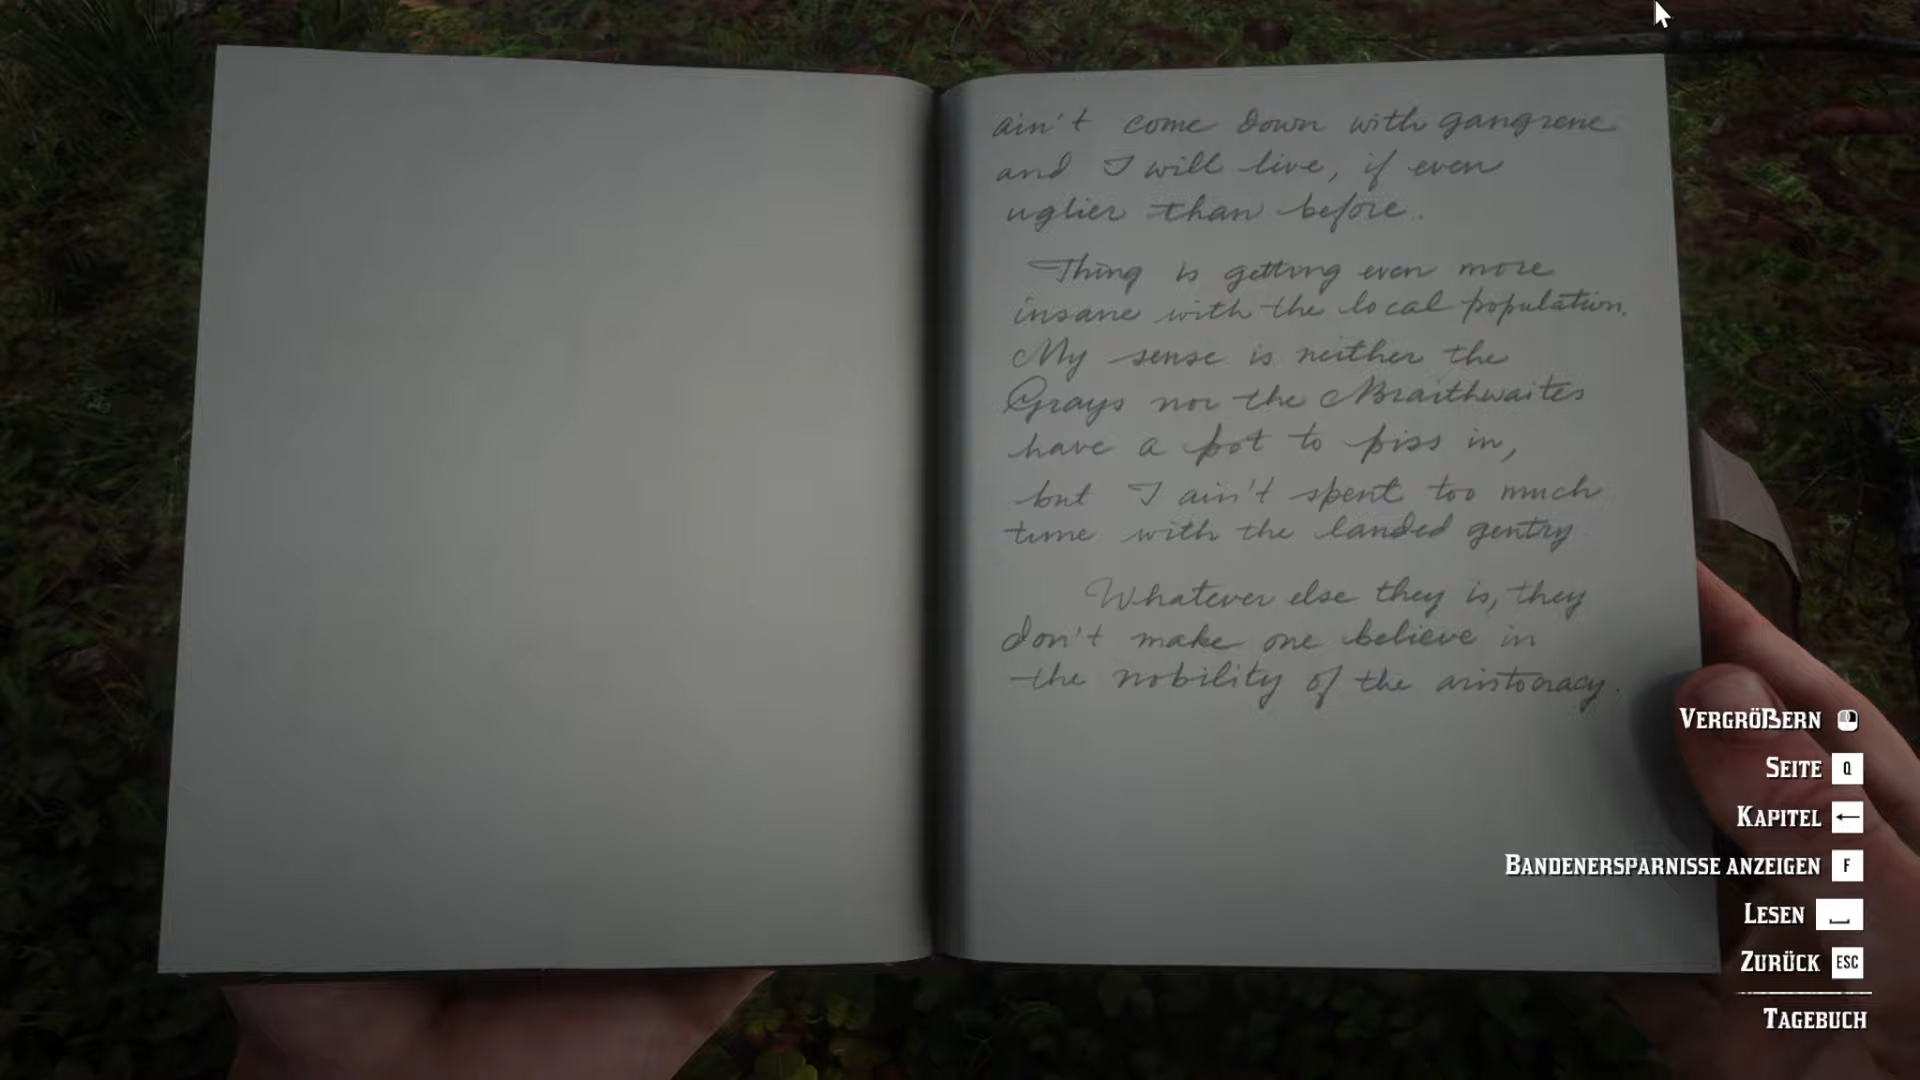 ain't come down with gangrene
and I will live, if even
uglier than before.
Thing is getting even more
insane with the local population.
My sense is neither the
Grays nor the Braithwaites
have a pot to piss in,
but I ain't spent too much
time with the landed gentry.
Whatever else they is, they
don't make one believe in
the nobility of the aristocracy.
VERGRÖẞERN
SEITE Q
KAPITEL ←
BANDENERSPARNISSE ANZEIGEN F
LESEN
ZURÜCK ESC
TAGEBUCH